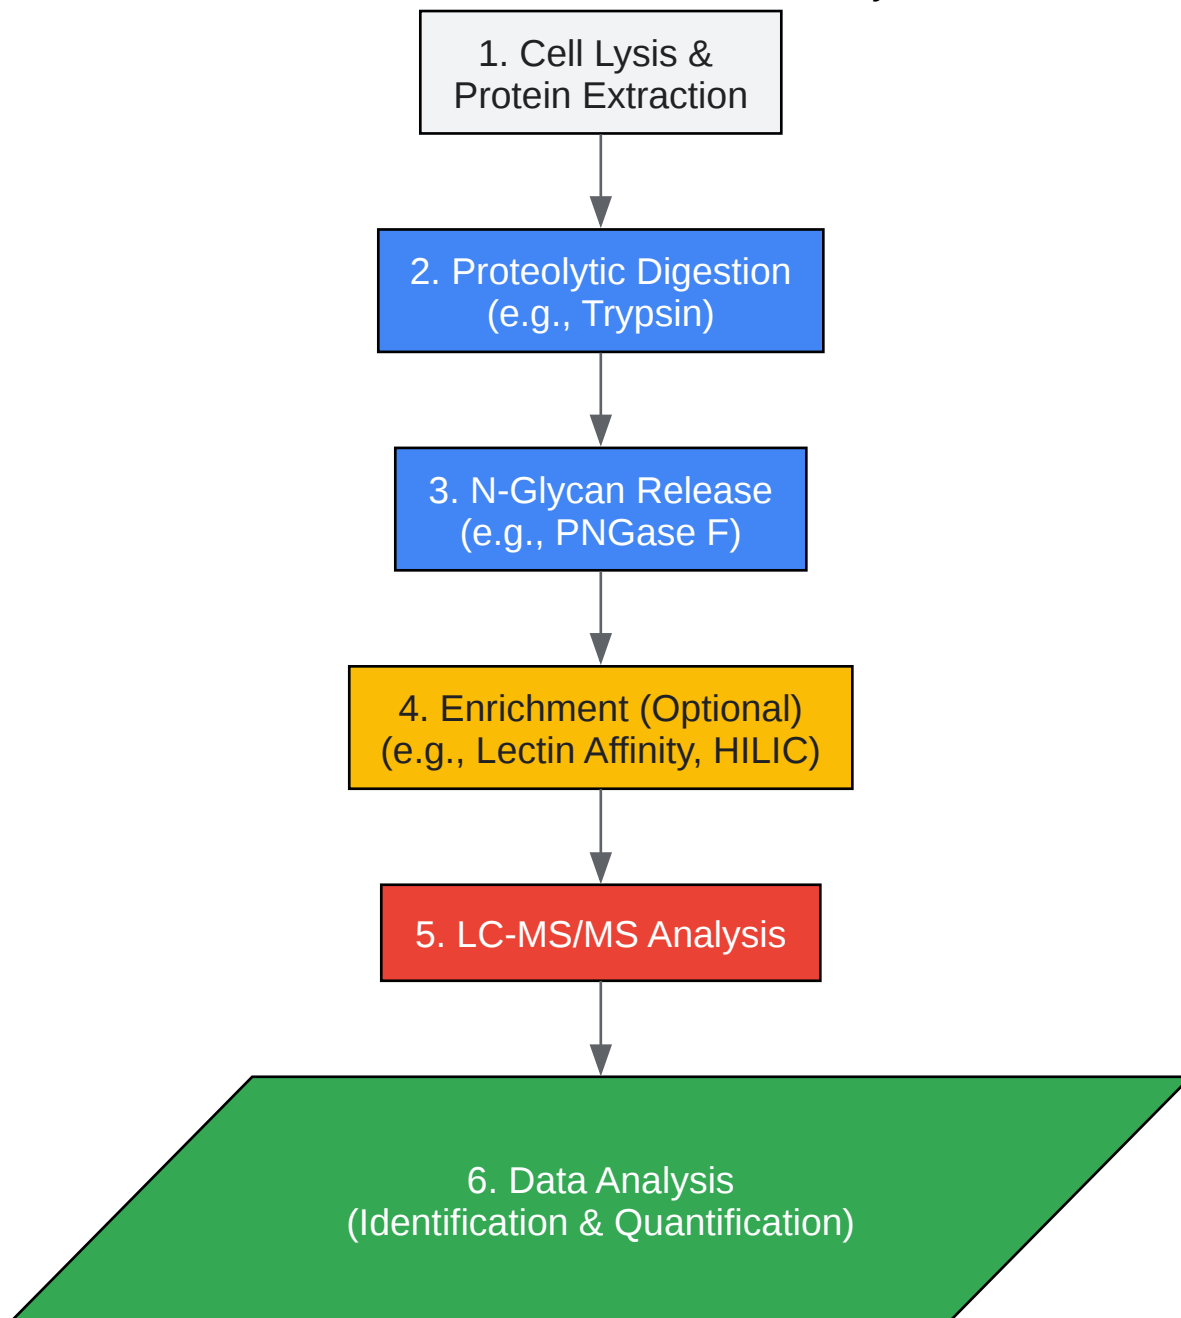 1. Cell Lysis &
Protein Extraction
2. Proteolytic Digestion
(e.g., Trypsin)
3. N-Glycan Release
(e.g., PNGase F)
4. Enrichment (Optional)
(e.g., Lectin Affinity, HILIC)
5. LC-MS/MS Analysis
6. Data Analysis
(Identification & Quantification)